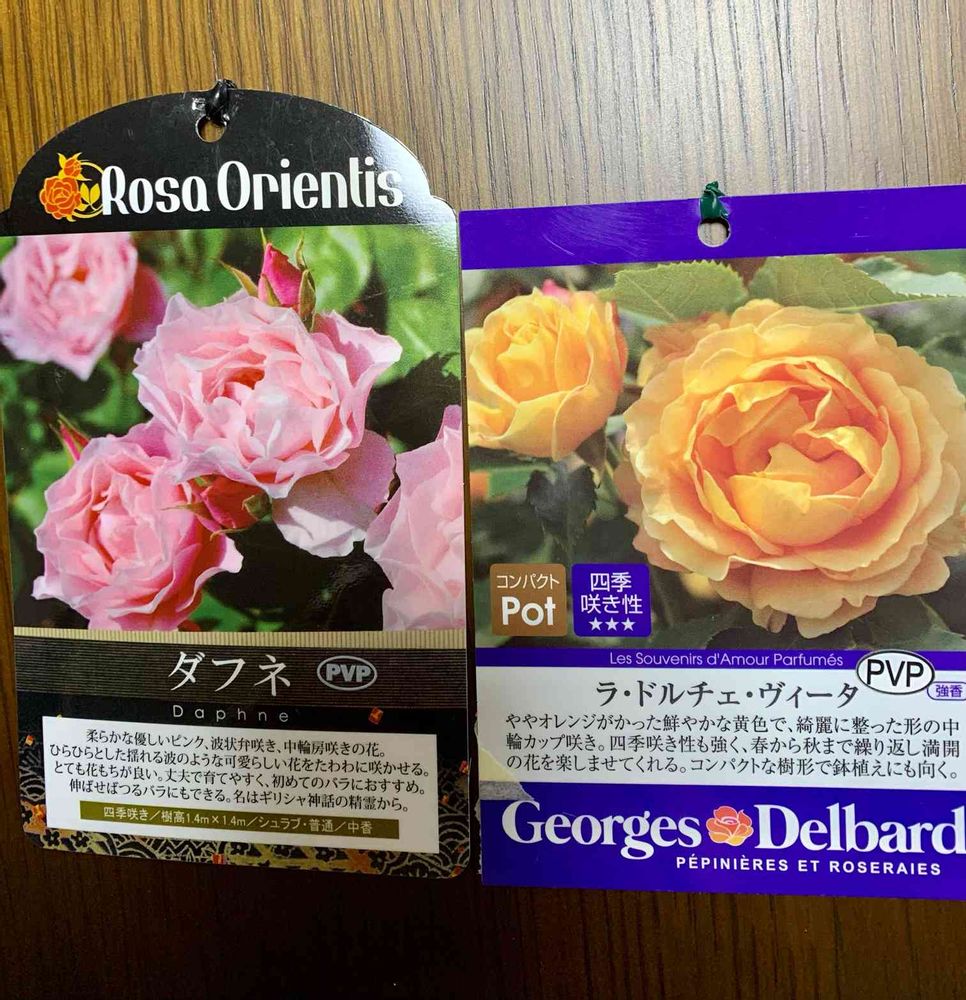 Rosa Orientis
ダフネ PVP
Daphne
柔らかな優しいピンク、波状弁咲き、中輪房咲きの花。
ひらひらとした揺れる波のような可愛らしい花をたわわに咲かせる。
とても花もちが良い。丈夫で育てやすく、初めてのバラにおすすめ。
伸ばせばつるバラにもできる。名はギリシャ神話の精霊から。
四季咲き／樹高1.4m×1.4m／シュラブ・普通／中香
コンパクト
Pot
四季
咲き性
★★★
Les Souvenirs d'Amour Parfumés
ラ・ドルチェ・ヴィータ PVP 強香
ややオレンジがかった鮮やかな黄色で、綺麗に整った形の中
輪カップ咲き。四季咲き性も強く、春から秋まで繰り返し満開
の花を楽しませてくれる。コンパクトな樹形で鉢植えにも向く。
Georges Delbard
PÉPINIÈRES ET ROSERAIES